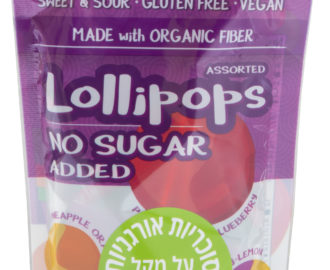 SWEET & SOUR · GLUTEN FREE · VEGAN
MADE with ORGANIC FIBER
ASSORTED
Lollipops
NO SUGAR
ADDED
BLUEBERRY
סוכריות אורגניות
על מקל